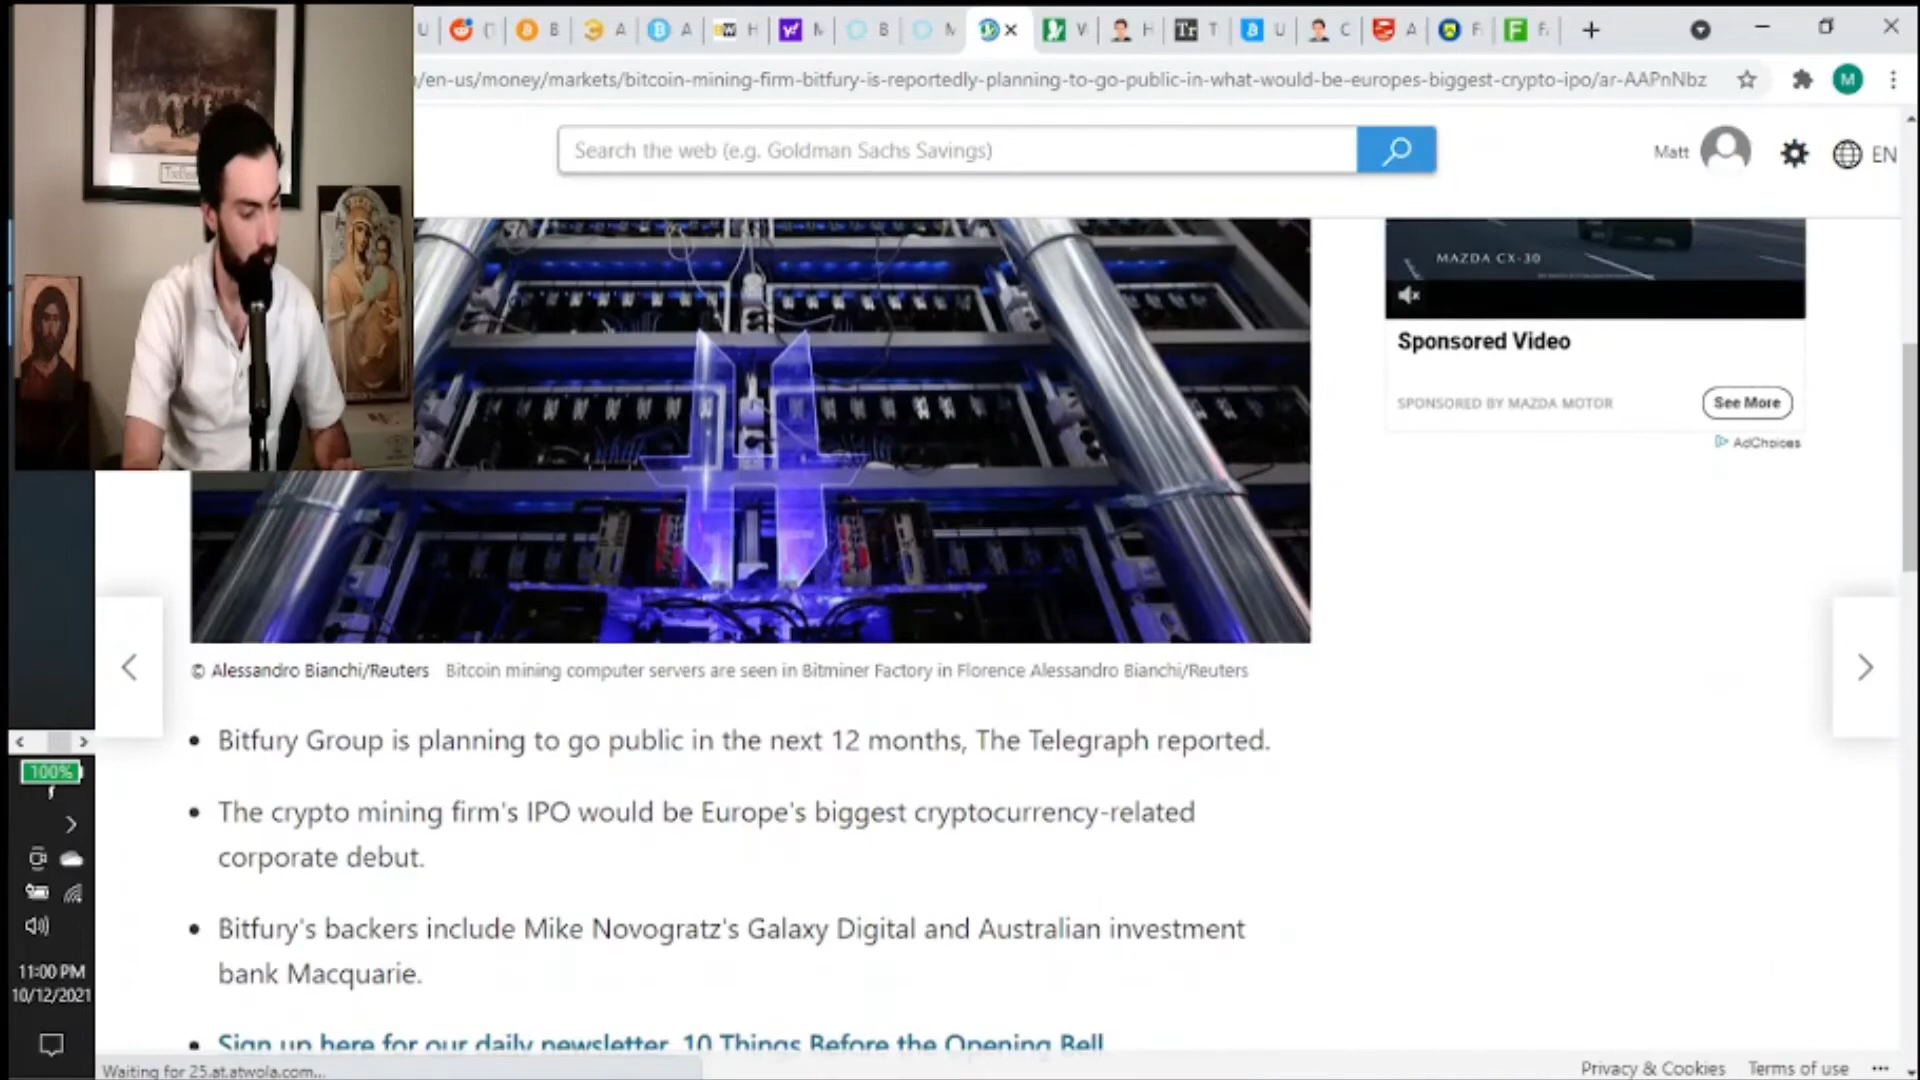 U
B
A
A
H
M
B
M
V
H
Tr T
U
C
A
F
F
/en-us/money/markets/bitcoin-mining-firm-bitfury-is-reportedly-planning-to-go-public-in-what-would-be-europes-biggest-crypto-ipo/ar-AAPnNbz
M
Search the web (e.g. Goldman Sachs Savings)
Matt
EN
MAZDA CX-30
Sponsored Video
SPONSORED BY MAZDA MOTOR
See More
AdChoices
© Alessandro Bianchi/Reuters Bitcoin mining computer servers are seen in Bitminer Factory in Florence Alessandro Bianchi/Reuters
• Bitfury Group is planning to go public in the next 12 months, The Telegraph reported.
• The crypto mining firm's IPO would be Europe's biggest cryptocurrency-related
corporate debut.
• Bitfury's backers include Mike Novogratz's Galaxy Digital and Australian investment
bank Macquarie.
• Sign up here for our daily newsletter, 10 Things Before the Opening Bell
100%
11:00 PM
10/12/2021
Waiting for 25.at.atwola.com...
Privacy & Cookies Terms of use